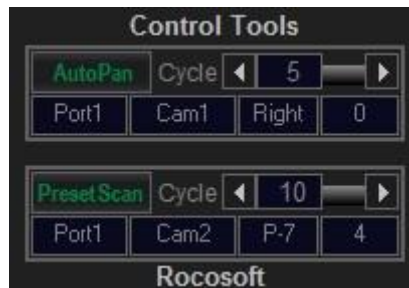 Control Tools
AutoPan Cycle 5
Port1 Cam1 Right 0
PresetScan Cycle 10
Port1 Cam2 P-7 4
Rocosoft